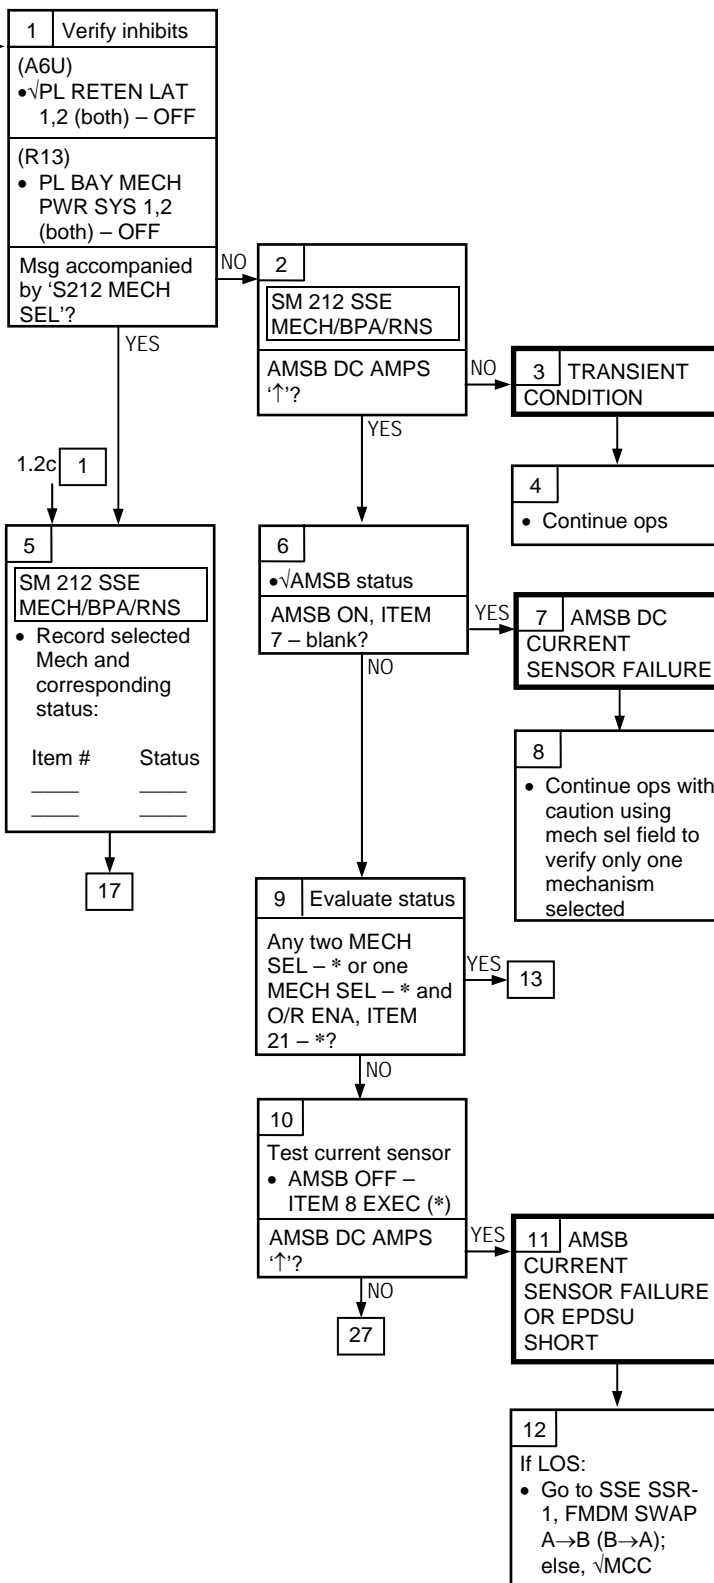 1 Verify inhibits
(A6U)
•√PL RETEN LAT
1,2 (both) – OFF
(R13)
• PL BAY MECH
PWR SYS 1,2
(both) – OFF
Msg accompanied
by ‘S212 MECH
SEL’?
NO
YES
2
SM 212 SSE
MECH/BPA/RNS
AMSB DC AMPS
‘↑’?
NO
YES
3 TRANSIENT
CONDITION
4
• Continue ops
1.2c 1
5
SM 212 SSE
MECH/BPA/RNS
• Record selected
Mech and
corresponding
status:
Item # Status
____ ____
____ ____
17
6
•√AMSB status
AMSB ON, ITEM
7 – blank?
YES
NO
7 AMSB DC
CURRENT
SENSOR FAILURE
8
• Continue ops with
caution using
mech sel field to
verify only one
mechanism
selected
9 Evaluate status
Any two MECH
SEL – * or one
MECH SEL – * and
O/R ENA, ITEM
21 – *?
YES
13
NO
10
Test current sensor
• AMSB OFF –
ITEM 8 EXEC (*)
AMSB DC AMPS
‘↑’?
YES
NO
27
11 AMSB
CURRENT
SENSOR FAILURE
OR EPDSU
SHORT
12
If LOS:
• Go to SSE SSR-
1, FMDM SWAP
A→B (B→A);
else, √MCC